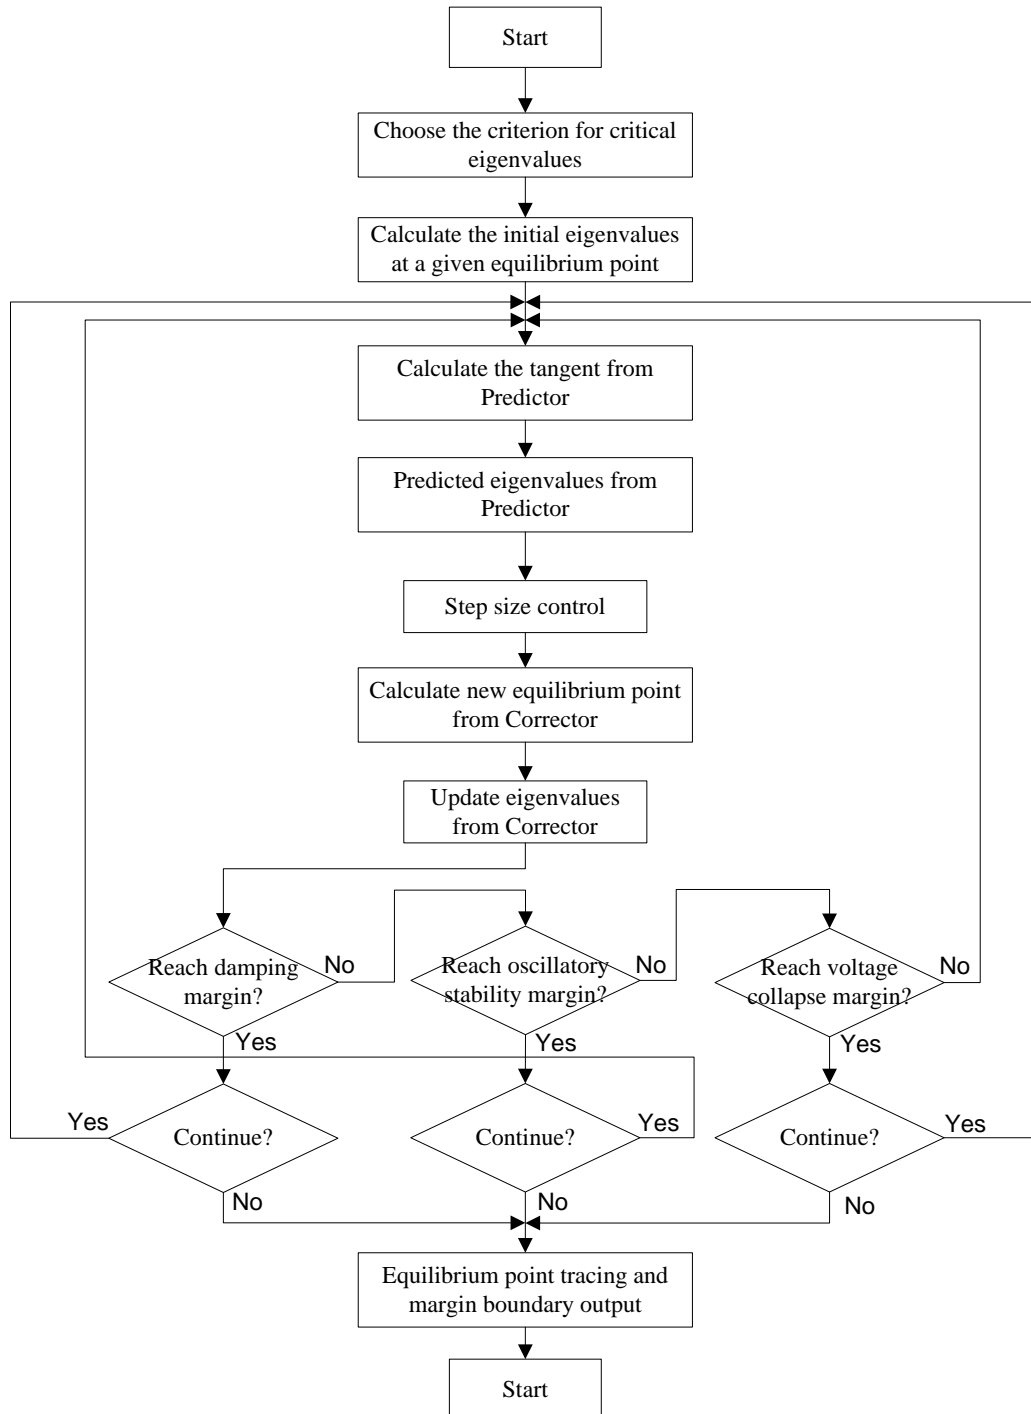 Start
Choose the criterion for critical
eigenvalues
Calculate the initial eigenvalues
at a given equilibrium point
Calculate the tangent from
Predictor
Predicted eigenvalues from
Predictor
Step size control
Calculate new equilibrium point
from Corrector
Update eigenvalues
from Corrector
Reach damping
margin?
No
Reach oscillatory
stability margin?
No
Reach voltage
collapse margin?
No
Yes
Yes
Yes
Yes
Continue?
Continue?
Yes
Continue?
Yes
No
No
No
Equilibrium point tracing and
margin boundary output
Start